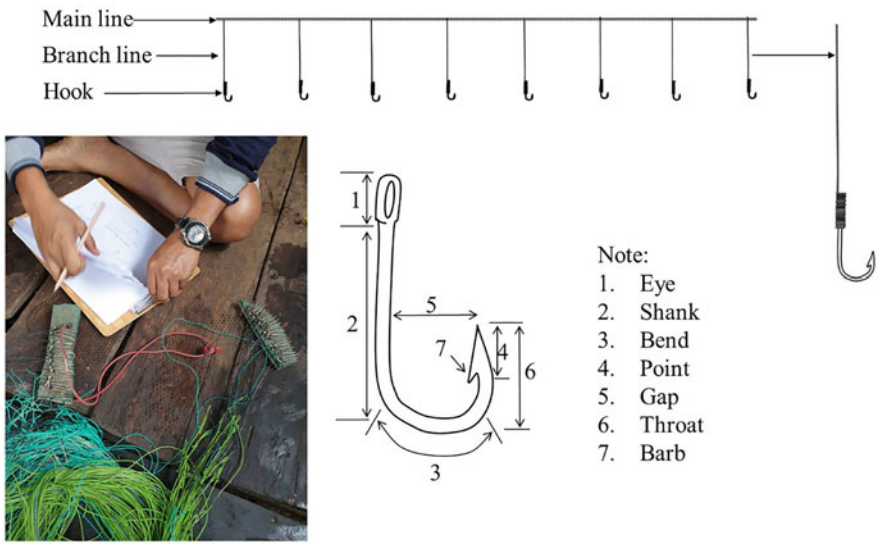 Main line
Branch line
Hook
1
2
3
4
5
6
7
Note:
1. Eye
2. Shank
3. Bend
4. Point
5. Gap
6. Throat
7. Barb